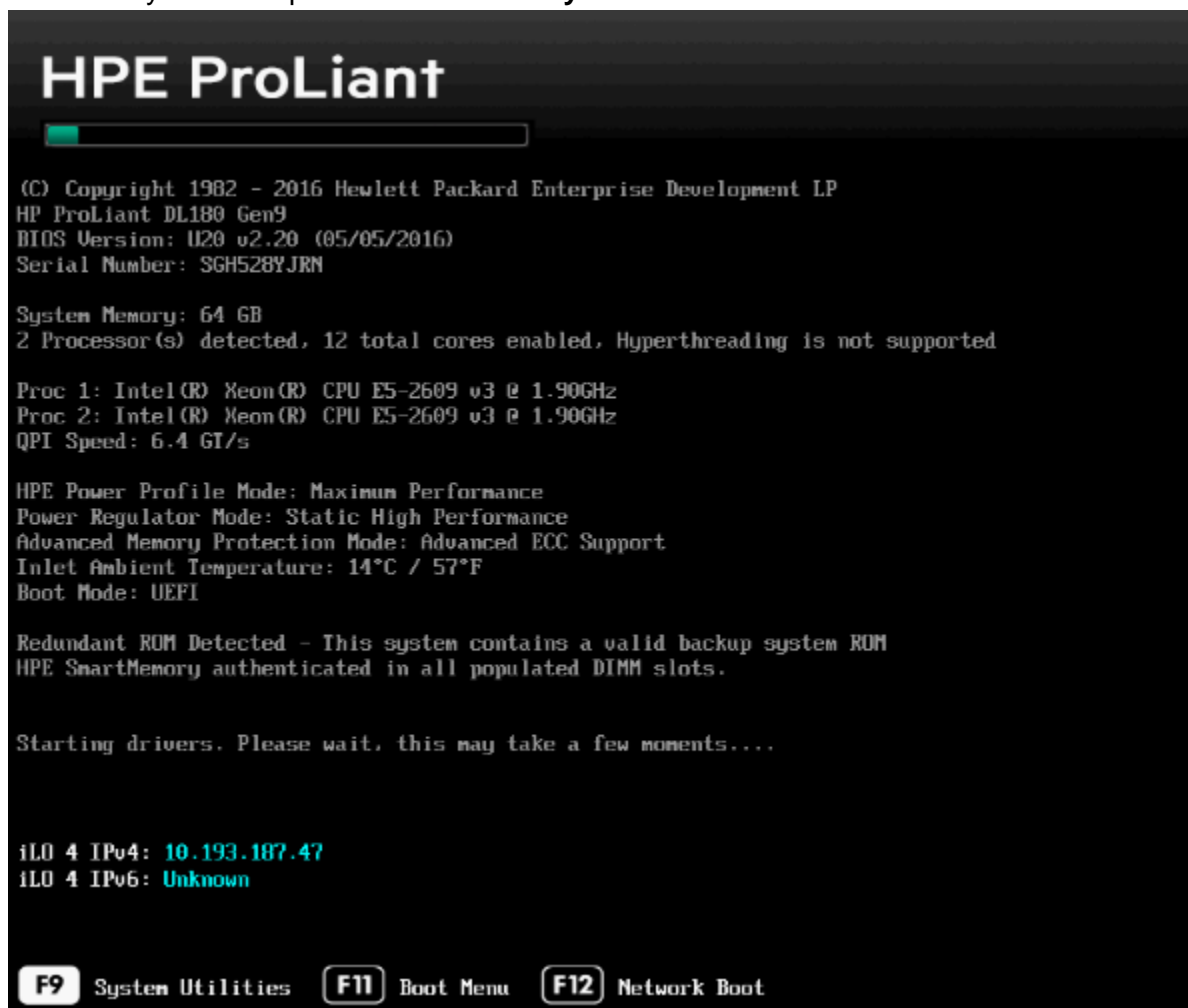 HPE ProLiant
(C) Copyright 1982 - 2016 Hewlett Packard Enterprise Development LP
HP ProLiant DL180 Gen9
BIOS Version: U20 v2.20 (05/05/2016)
Serial Number: SGH528YJRN
System Memory: 64 GB
2 Processor(s) detected, 12 total cores enabled, Hyperthreading is not supported
Proc 1: Intel(R) Xeon(R) CPU E5-2609 v3 @ 1.90GHz
Proc 2: Intel(R) Xeon(R) CPU E5-2609 v3 @ 1.90GHz
QPI Speed: 6.4 GT/s
HPE Power Profile Mode: Maximum Performance
Power Regulator Mode: Static High Performance
Advanced Memory Protection Mode: Advanced ECC Support
Inlet Ambient Temperature: 14°C / 57°F
Boot Mode: UEFI
Redundant ROM Detected - This system contains a valid backup system ROM
HPE SmartMemory authenticated in all populated DIMM slots.
Starting drivers. Please wait, this may take a few moments....
iLO 4 IPv4: 10.193.187.47
iLO 4 IPv6: Unknown
F9 System Utilities F11 Boot Menu F12 Network Boot